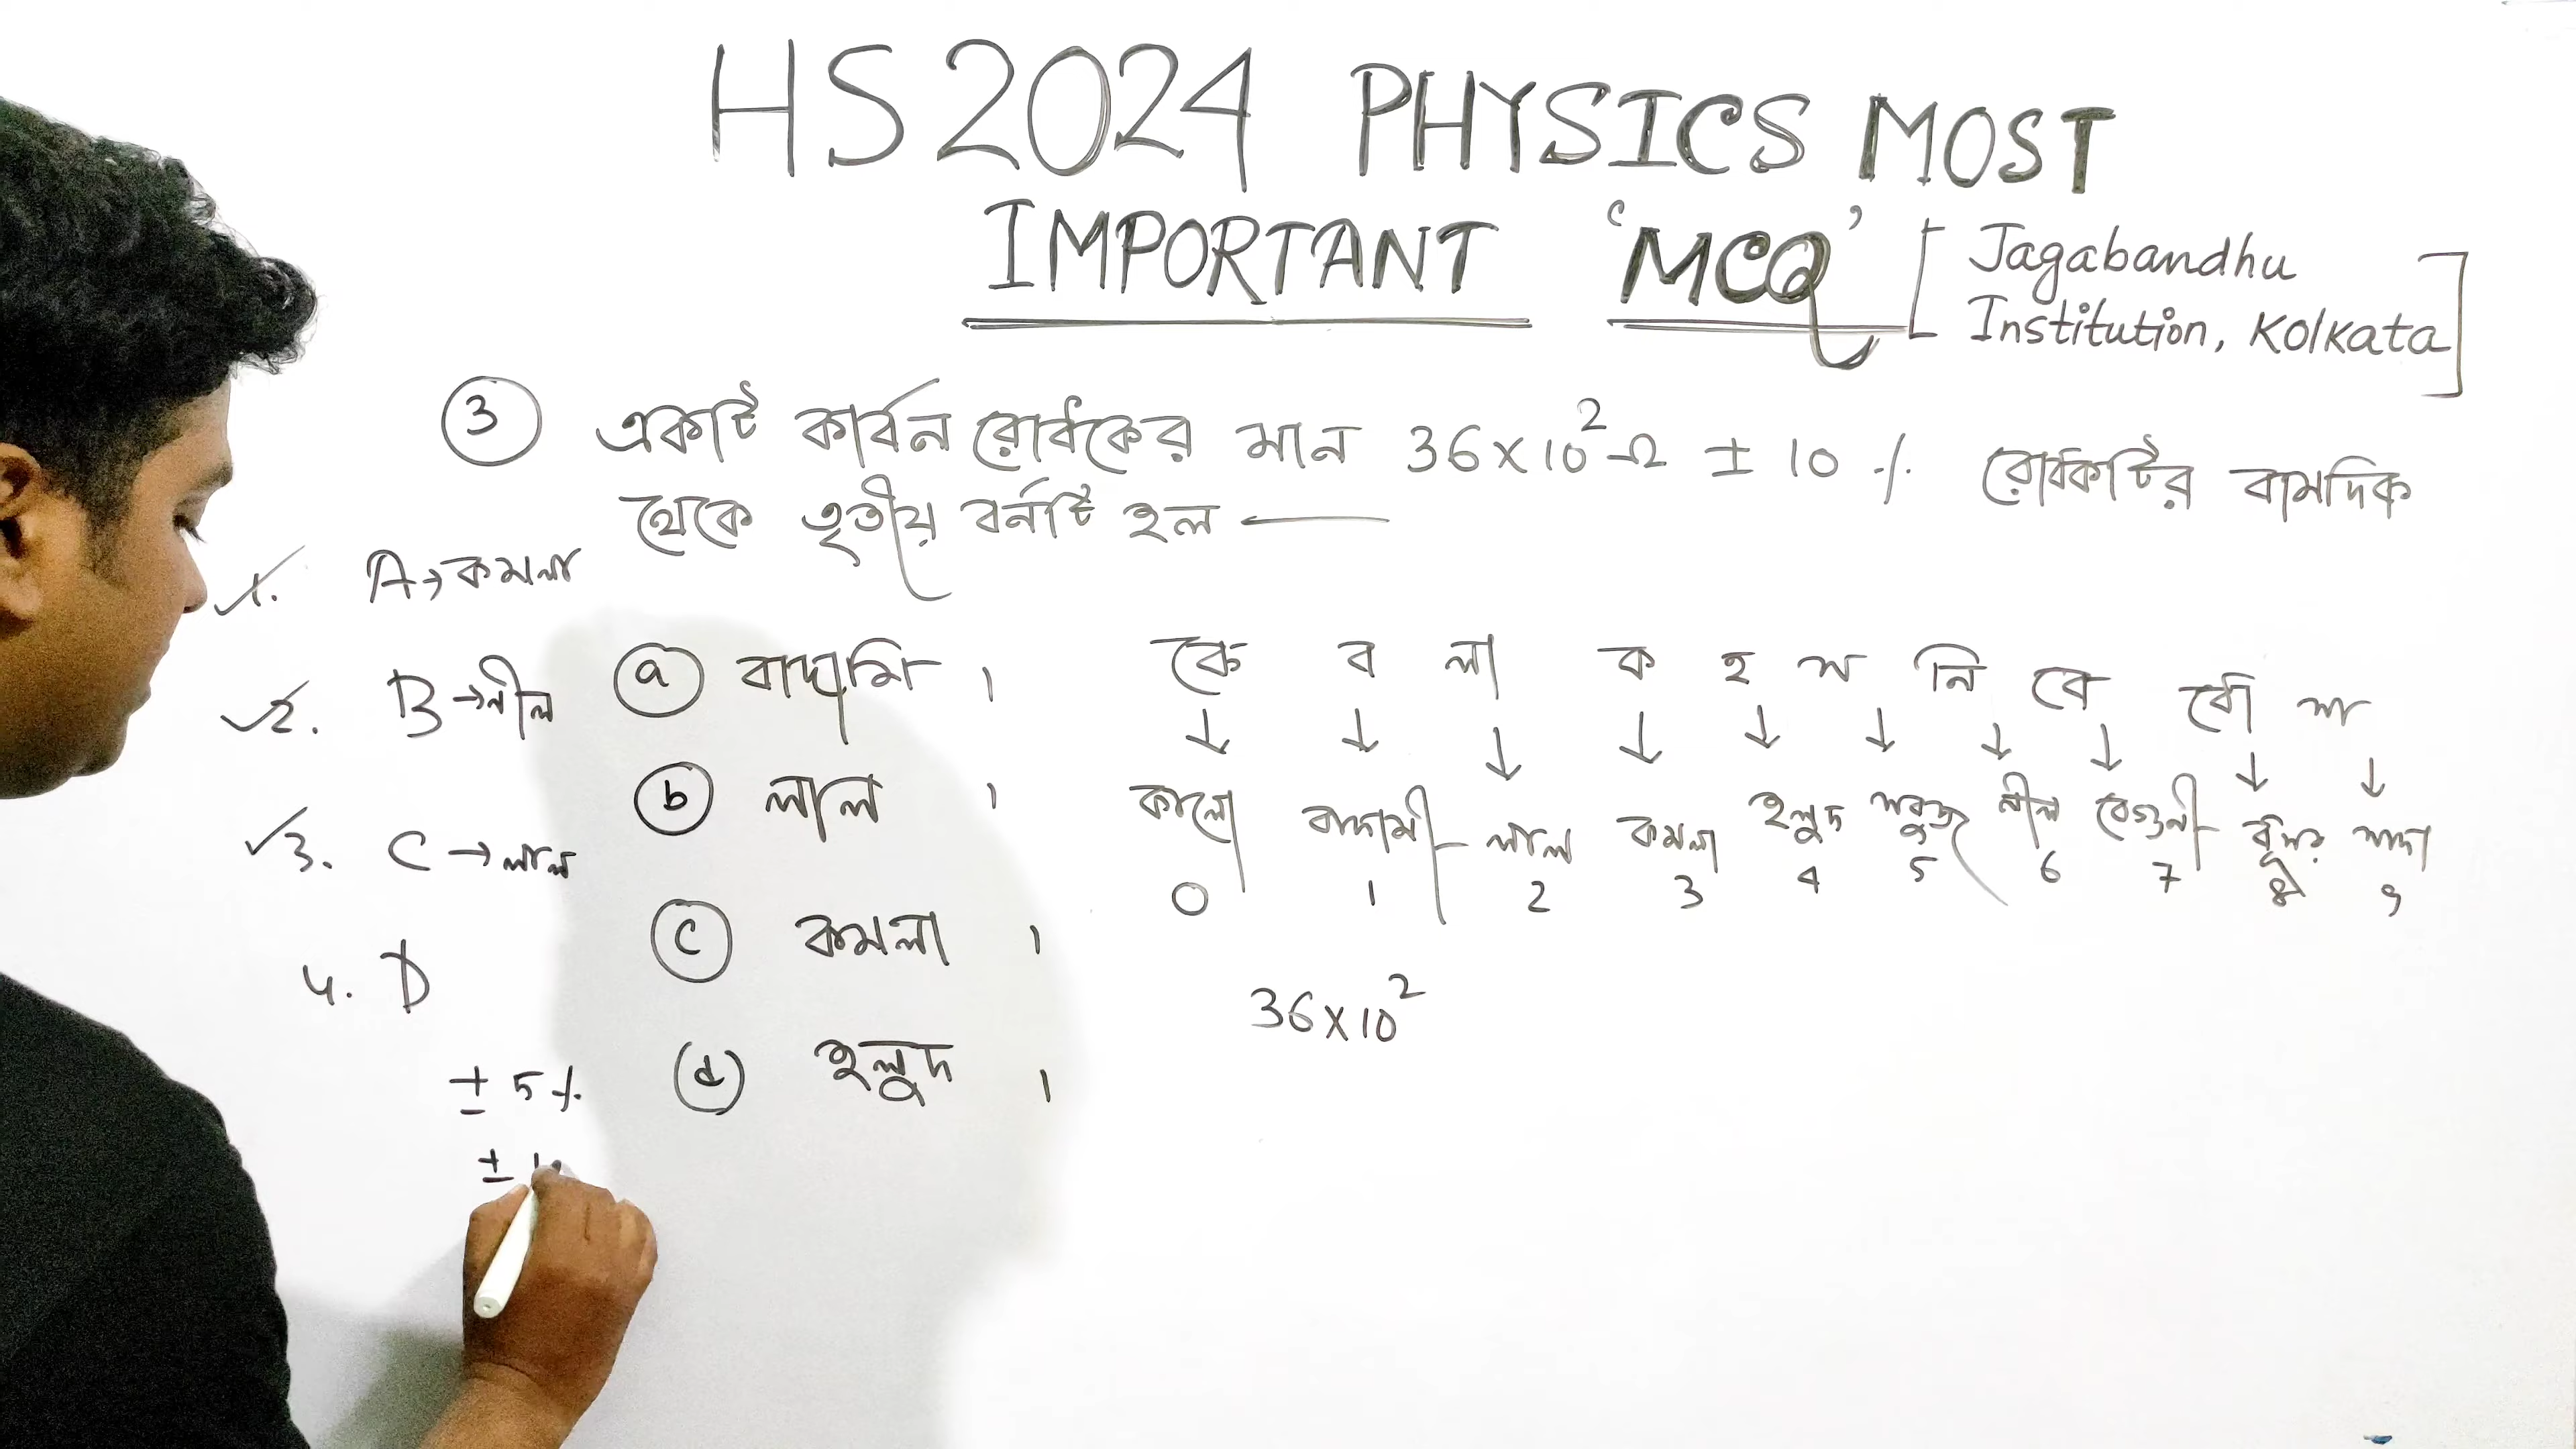 HS 2024 PHYSICS MOST
IMPORTANT 'MCQ' [Jagabandhu
Institution, Kolkata]
③ একটি কার্বন রোধকের মান 36×10²Ω ± 10 % রোধকটির বামদিক
থেকে তৃতীয় বর্নটি হল —
1. A → কমলা
2. B → নীল
3. C → লাল
4. D
± 5 %
±
ⓐ বাদামি ,
ⓑ লাল ,
ⓒ কমলা ,
ⓓ হলুদ ,
কে ব লা ক হ স নি বে ধৌ সা
↓ ↓ ↓ ↓ ↓ ↓ ↓ ↓ ↓ ↓
কালো বাদামী লাল কমলা হলুদ সবুজ নীল বেগুনী ধূসর সাদা
0 1 2 3 4 5 6 7 8 9
36×10²